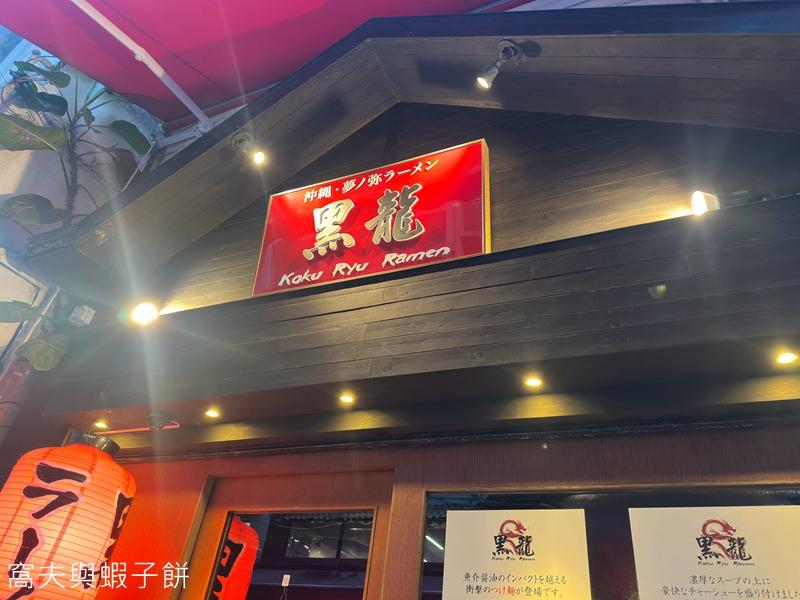 沖縄・夢ノ弥ラーメン
黒龍
Koku Ryu Ramen
ラー
黒龍
Koku Ryu Ramen
魚介醤油のインパクトを越える
衝撃のつけ麺が登場です。
黒龍
Koku Ryu Ramen
濃厚なスープの上に
豪快なチャーシューを盛り付けました
窩夫與蝦子餅